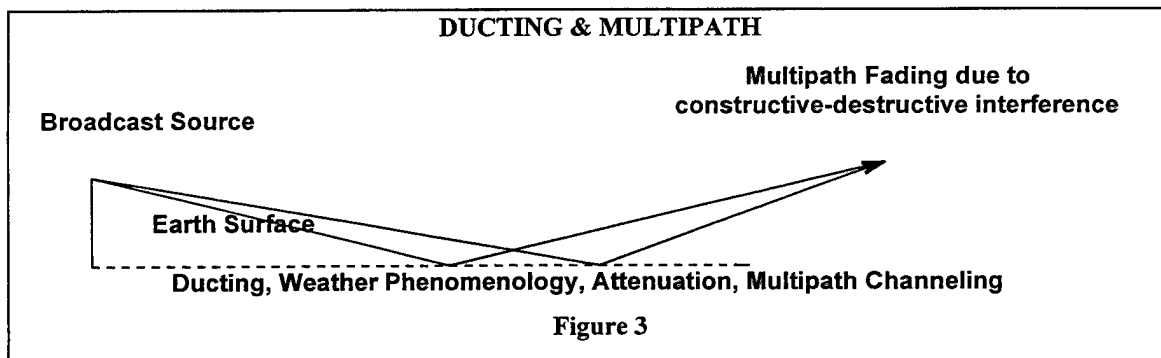 DUCTING & MULTIPATH
Multipath Fading due to
constructive-destructive interference
Broadcast Source
Earth Surface
Ducting, Weather Phenomenology, Attenuation, Multipath Channeling
Figure 3